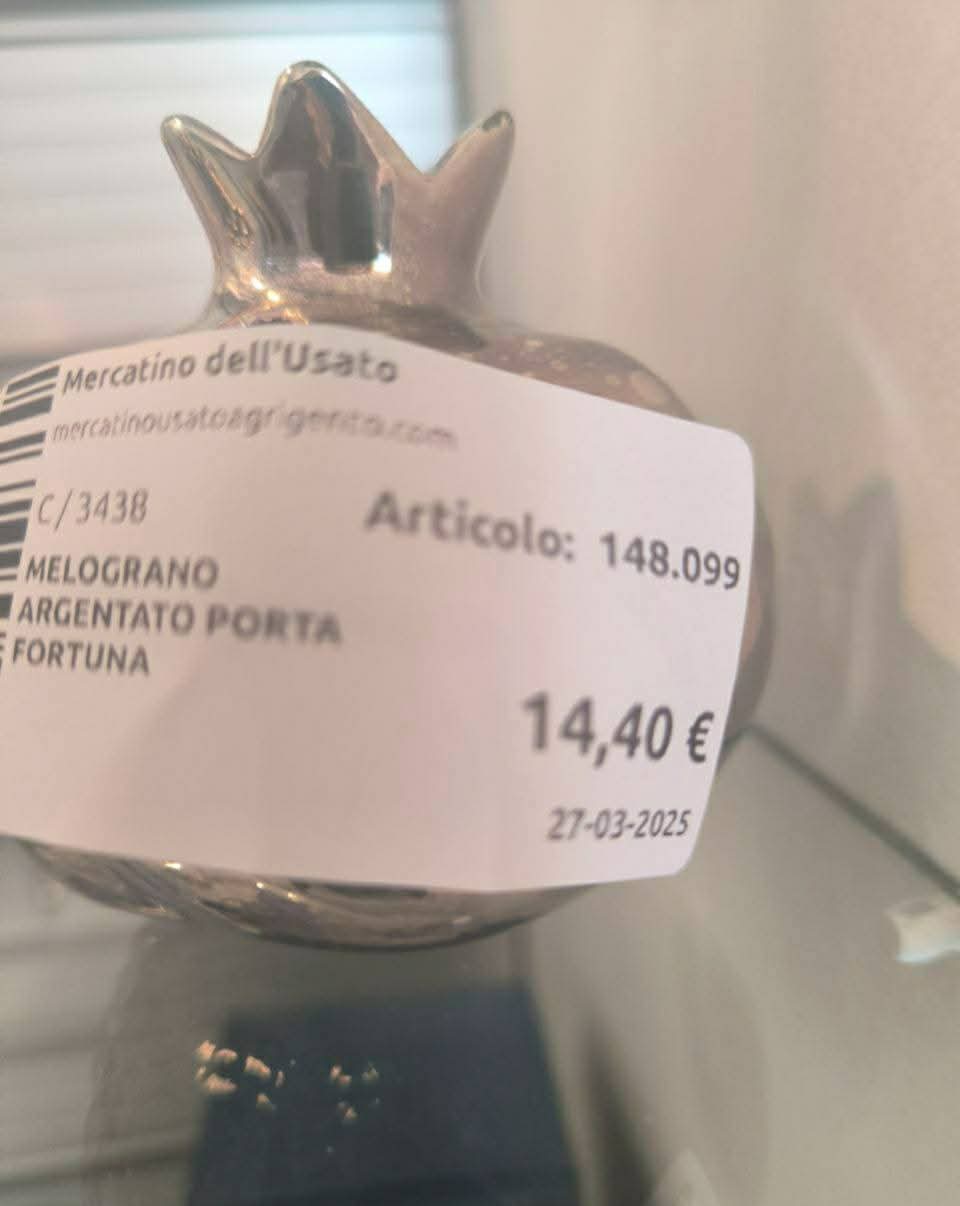 Mercatino dell'Usato
mercatinousatoagrigento.com
C/3438
Articolo: 148.099
MELOGRANO
ARGENTATO PORTA
FORTUNA
14,40 €
27-03-2025